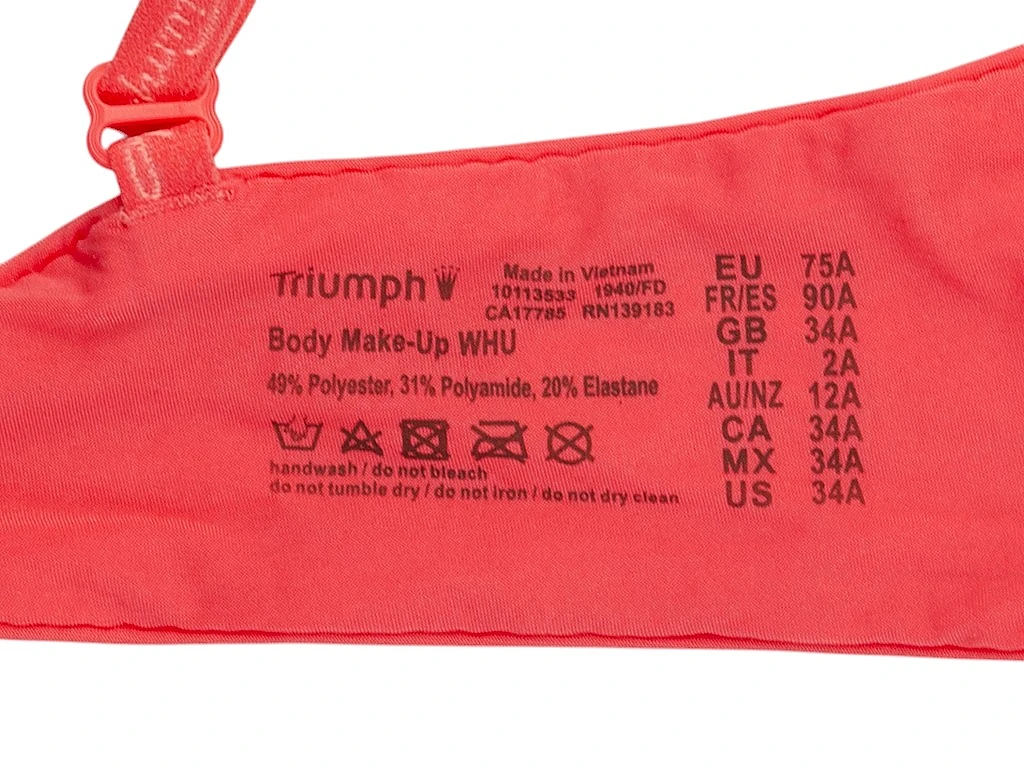 Triumph
Made in Vietnam
10113533 1940/FD
CA17785 RN139183
Body Make-Up WHU
49% Polyester, 31% Polyamide, 20% Elastane
handwash / do not bleach
do not tumble dry / do not iron / do not dry clean
EU 75A
FR/ES 90A
GB 34A
IT 2A
AU/NZ 12A
CA 34A
MX 34A
US 34A